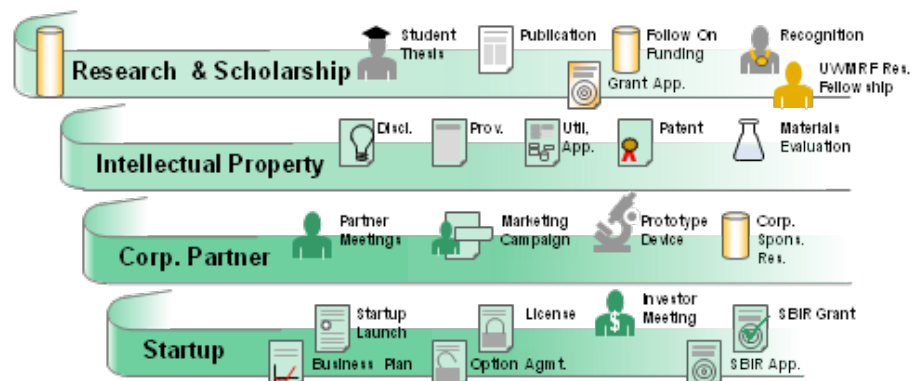 Student
Thesis
Publication
Follow On
Funding
Recognition
Research & Scholarship
Grant App.
UWMRF Res.
Fellowship
Discl.
Prov.
Util,
App.
Patent
Materials
Evaluation
Intellectual Property
Partner
Meetings
Marketing
Campaign
Prototype
Device
Corp.
Spons.
Res.
Corp. Partner
Startup
Launch
License
Investor
Meeting
SBIR Grant
Startup
Business Plan
Option Agmt.
SBIR App.
$